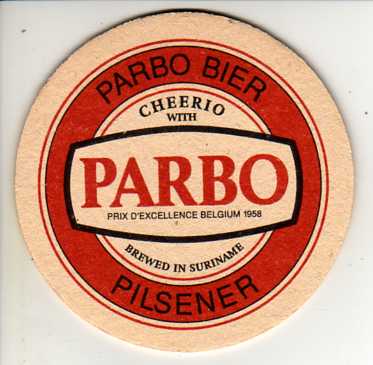 PARBO BIER
CHEERIO
WITH
PARBO
PRIX D'EXCELLENCE BELGIUM 1958
BREWED IN SURINAME
PILSENER